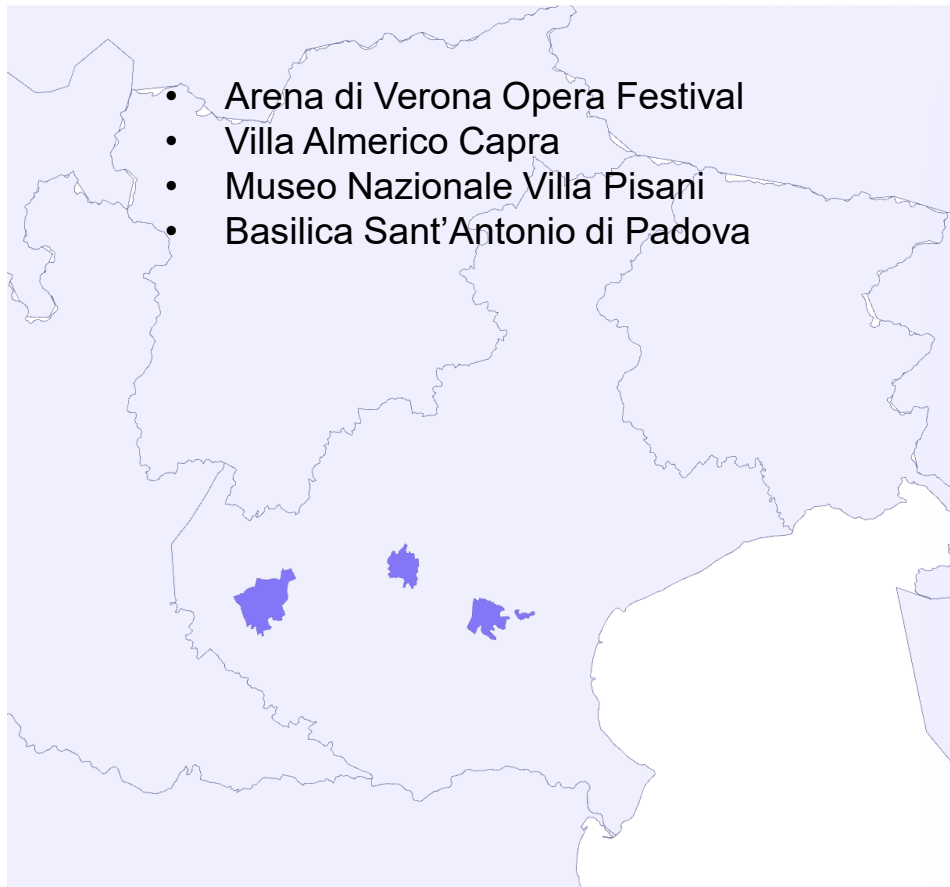 • Arena di Verona Opera Festival
• Villa Almerico Capra
• Museo Nazionale Villa Pisani
• Basilica Sant’Antonio di Padova